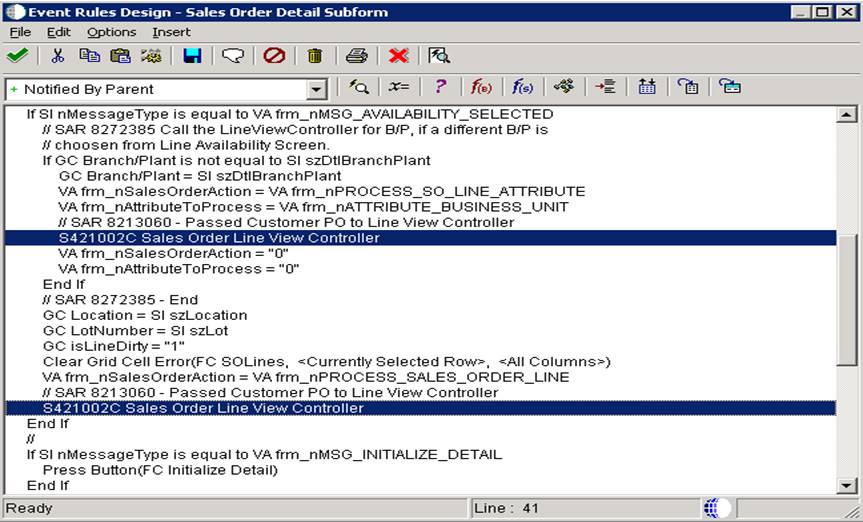 Event Rules Design - Sales Order Detail Subform
File Edit Options Insert
+ Notified By Parent
x= ? f(B) f(S)
If SI nMessageType is equal to VA frm_nMSG_AVAILABILITY_SELECTED
// SAR 8272385 Call the LineViewController for B/P, if a different B/P is
// choosen from Line Availability Screen.
If GC Branch/Plant is not equal to SI szDtlBranchPlant
GC Branch/Plant = SI szDtlBranchPlant
VA frm_nSalesOrderAction = VA frm_nPROCESS_SO_LINE_ATTRIBUTE
VA frm_nAttributeToProcess = VA frm_nATTRIBUTE_BUSINESS_UNIT
// SAR 8213060 - Passed Customer PO to Line View Controller
S421002C Sales Order Line View Controller
VA frm_nSalesOrderAction = "0"
VA frm_nAttributeToProcess = "0"
End If
// SAR 8272385 - End
GC Location = SI szLocation
GC LotNumber = SI szLot
GC isLineDirty = "1"
Clear Grid Cell Error(FC SOLines, <Currently Selected Row>, <All Columns>)
VA frm_nSalesOrderAction = VA frm_nPROCESS_SALES_ORDER_LINE
// SAR 8213060 - Passed Customer PO to Line View Controller
S421002C Sales Order Line View Controller
End If
//
If SI nMessageType is equal to VA frm_nMSG_INITIALIZE_DETAIL
Press Button(FC Initialize Detail)
End If
Ready Line : 41